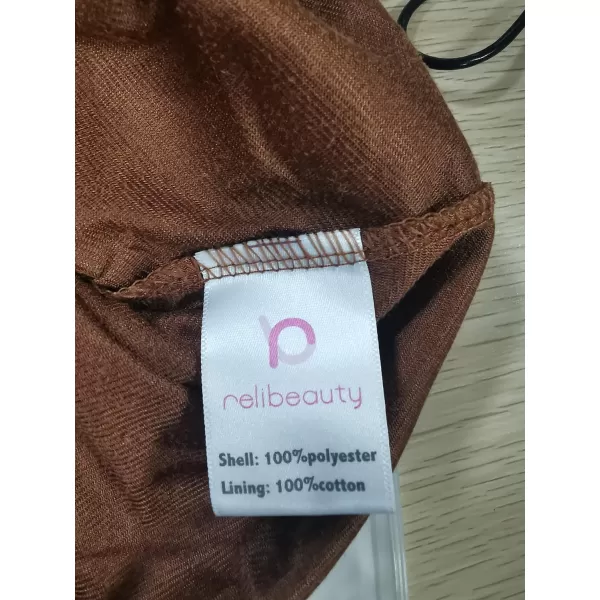 relibeauty
Shell: 100%polyester
Lining: 100%cotton